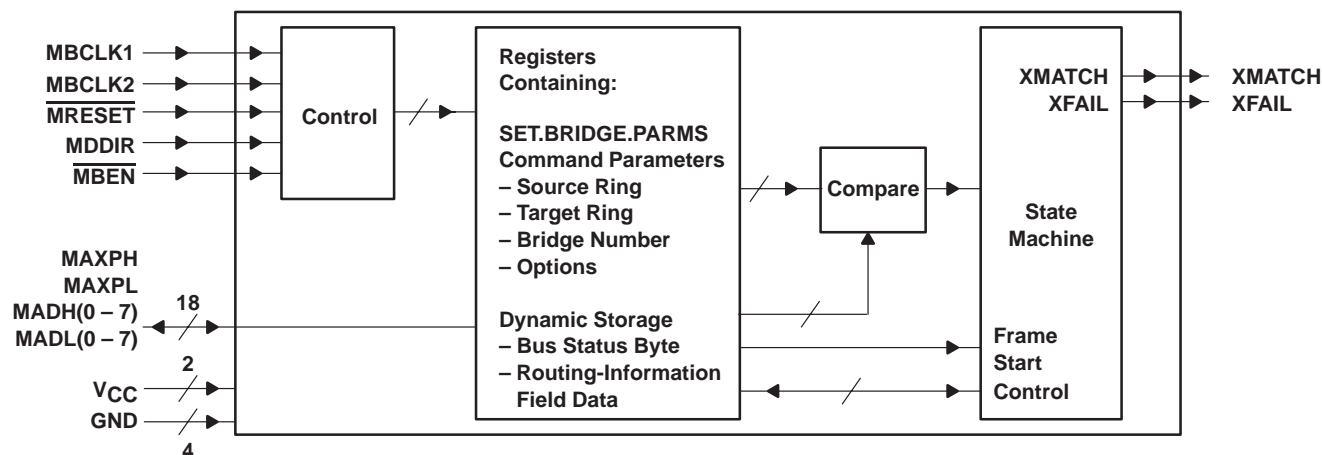 MBCLK1
MBCLK2
MRESET
MDDIR
MBEN
Control
MAXPH
MAXPL
MADH(0 – 7)
MADL(0 – 7)
18
VCC
2
GND
4
Registers
Containing:
SET.BRIDGE.PARMS
Command Parameters
– Source Ring
– Target Ring
– Bridge Number
– Options
Dynamic Storage
– Bus Status Byte
– Routing-Information
Field Data
Compare
XMATCH
XFAIL
State
Machine
Frame
Start
Control
XMATCH
XFAIL